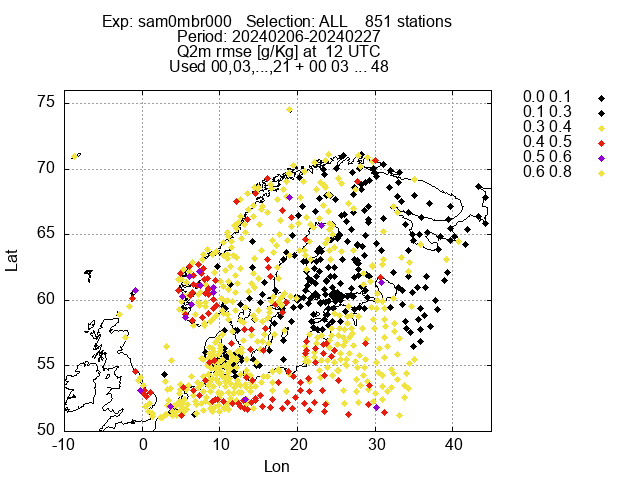 Exp: sam0mbr000 Selection: ALL 851 stations
Period: 20240206-20240227
Q2m rmse [g/Kg] at 12 UTC
Used 00,03,...,21 + 00 03 ... 48
0.0 0.1
0.1 0.3
0.3 0.4
0.4 0.5
0.5 0.6
0.6 0.8
75
70
65
60
55
50
Lat
-10 0 10 20 30 40
Lon